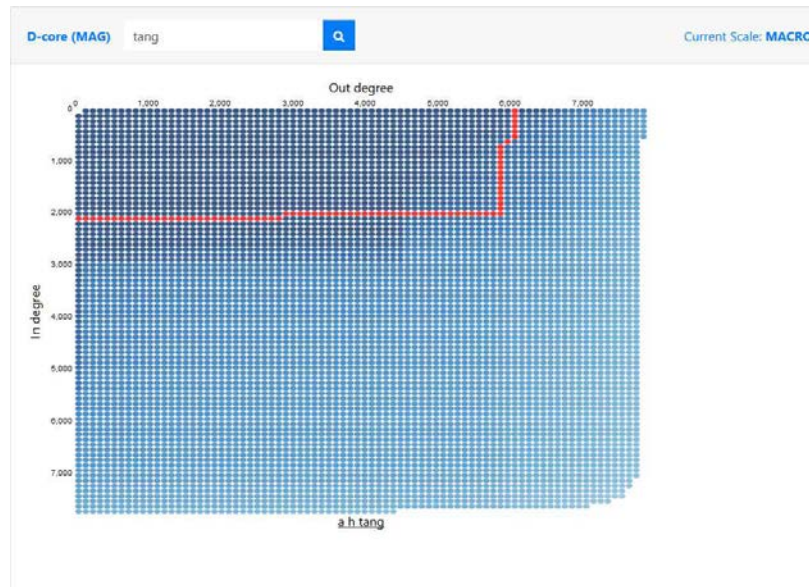 D-core (MAG) tang Current Scale: MACRO
Out degree
0 1,000 2,000 3,000 4,000 5,000 6,000 7,000
0
1,000
2,000
3,000
4,000
5,000
6,000
7,000
In degree
a h tang